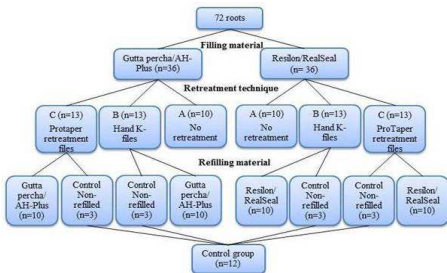 72 roots
Filling material
Gutta percha/AH-
Plus (n=36)
Resilon/RealSeal
(n= 36)
Retreatment technique
C (n=13)
Protaper
retreatment
files
B (n=13)
Hand K-
files
A (n=10)
No
retreatment
A (n=10)
No
retreatment
B (n=13)
Hand K-
files
C (n=13)
ProTaper
retreatment
files
Refilling material
Gutta
percha/
AH-Plus
(n=10)
Control
Non-
refilled
(n=3)
Control
Non-
refilled
(n=3)
Gutta
percha/
AH-Plus
(n=10)
Resilon/
RealSeal
(n=10)
Control
Non-
refilled
(n=3)
Control
Non-
refilled
(n=3)
Resilon/
RealSeal
(n=10)
Control group
(n=12)